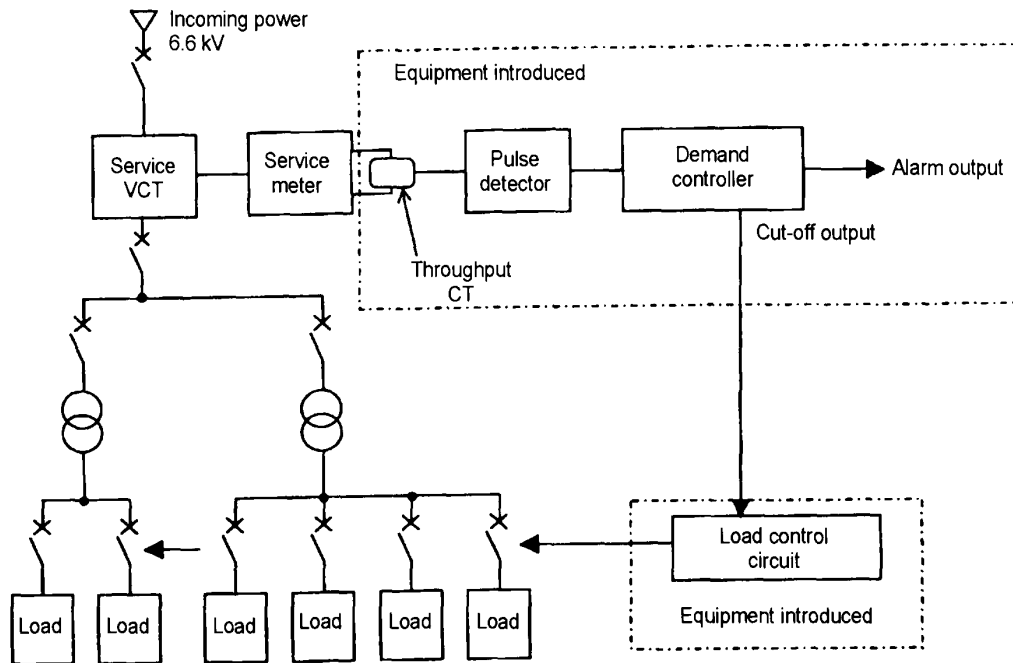 Incoming power
6.6 kV
Equipment introduced
Service
VCT
Service
meter
Pulse
detector
Demand
controller
Alarm output
Throughput
CT
Cut-off output
Load control
circuit
Equipment introduced
Load
Load
Load
Load
Load
Load